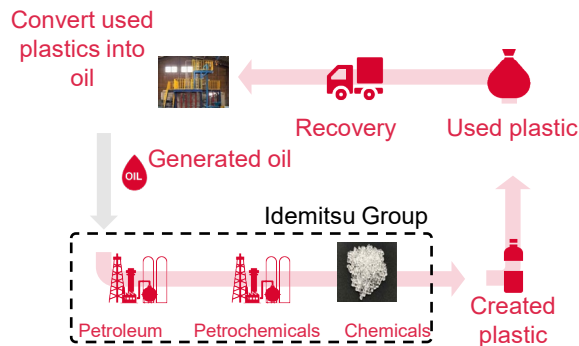 Convert used
plastics into
oil
Recovery
Used plastic
OIL
Generated oil
Idemitsu Group
Petroleum
Petrochemicals
Chemicals
Created
plastic